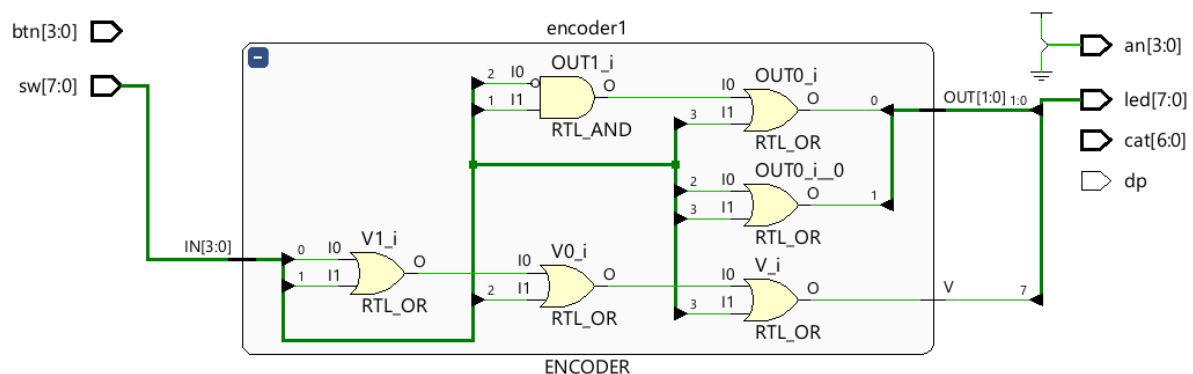 btn[3:0]
sw[7:0]
encoder1
an[3:0]
led[7:0]
cat[6:0]
dp
OUT1_i
2 I0 O
1 I1
RTL_AND
OUT0_i
I0 O 0
3 I1
RTL_OR
OUT[1:0] 1:0
OUT0_i__0
2 I0 O 1
3 I1
RTL_OR
IN[3:0]
V1_i
0 I0 O
1 I1
RTL_OR
V0_i
I0 O
2 I1
RTL_OR
V_i
I0 O
3 I1
RTL_OR
V 7
ENCODER